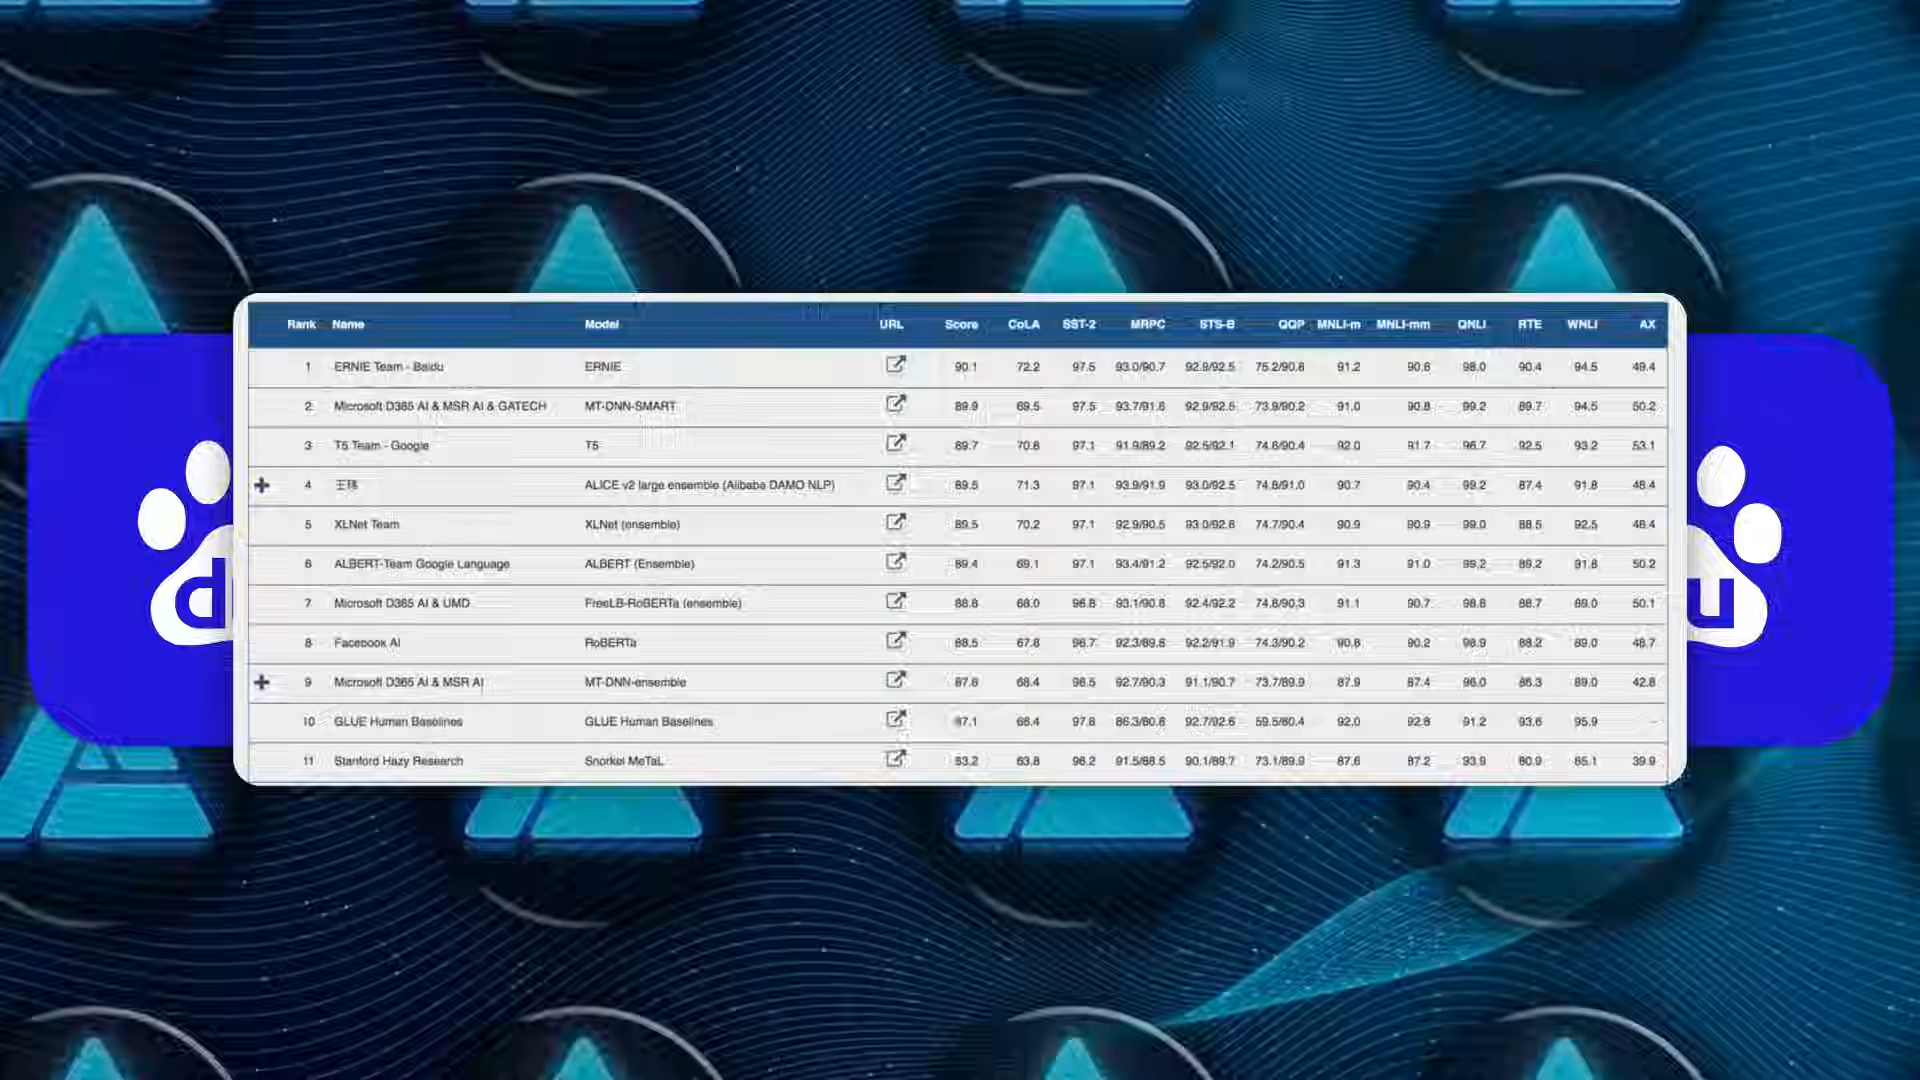 Rank Name Model URL Score CoLA SST-2 MRPC STS-B QQP MNLI-m MNLI-mm QNLI RTE WNLI AX
1 ERNIE Team - Baidu ERNIE 90.1 72.2 97.5 93.0/90.7 92.9/92.5 75.2/90.8 91.2 90.6 98.0 90.4 94.5 49.4
2 Microsoft D365 AI & MSR AI & GATECH MT-DNN-SMART 89.9 69.5 97.5 93.7/91.6 92.9/92.5 73.9/90.2 91.0 90.8 99.2 89.7 94.5 50.2
3 T5 Team - Google T5 89.7 70.8 97.1 91.9/89.2 92.5/92.1 74.6/90.4 92.0 91.7 96.7 92.5 93.2 53.1
4 王玮 ALICE v2 large ensemble (Alibaba DAMO NLP) 89.5 71.3 97.1 93.9/91.9 93.0/92.5 74.8/91.0 90.7 90.4 99.2 87.4 91.8 48.4
5 XLNet Team XLNet (ensemble) 89.5 70.2 97.1 92.9/90.5 93.0/92.6 74.7/90.4 90.9 90.9 99.0 88.5 92.5 48.4
6 ALBERT-Team Google Language ALBERT (Ensemble) 89.4 69.1 97.1 93.4/91.2 92.5/92.0 74.2/90.5 91.3 91.0 99.2 89.2 91.8 50.2
7 Microsoft D365 AI & UMD FreeLB-RoBERTa (ensemble) 88.8 68.0 96.8 93.1/90.8 92.4/92.2 74.8/90.3 91.1 90.7 98.8 88.7 89.0 50.1
8 Facebook AI RoBERTa 88.5 67.8 96.7 92.3/89.8 92.2/91.9 74.3/90.2 90.8 90.2 98.9 88.2 89.0 48.7
9 Microsoft D365 AI & MSR AI MT-DNN-ensemble 87.6 68.4 96.5 92.7/90.3 91.1/90.7 73.7/89.9 87.9 87.4 96.0 86.3 89.0 42.8
10 GLUE Human Baselines GLUE Human Baselines 87.1 66.4 97.8 86.3/80.8 92.7/92.6 59.5/80.4 92.0 92.8 91.2 93.6 95.9 -
11 Stanford Hazy Research Snorkel MeTaL 83.2 63.8 96.2 91.5/88.5 90.1/89.7 73.1/89.9 87.6 87.2 93.9 80.9 65.1 39.9
d
u